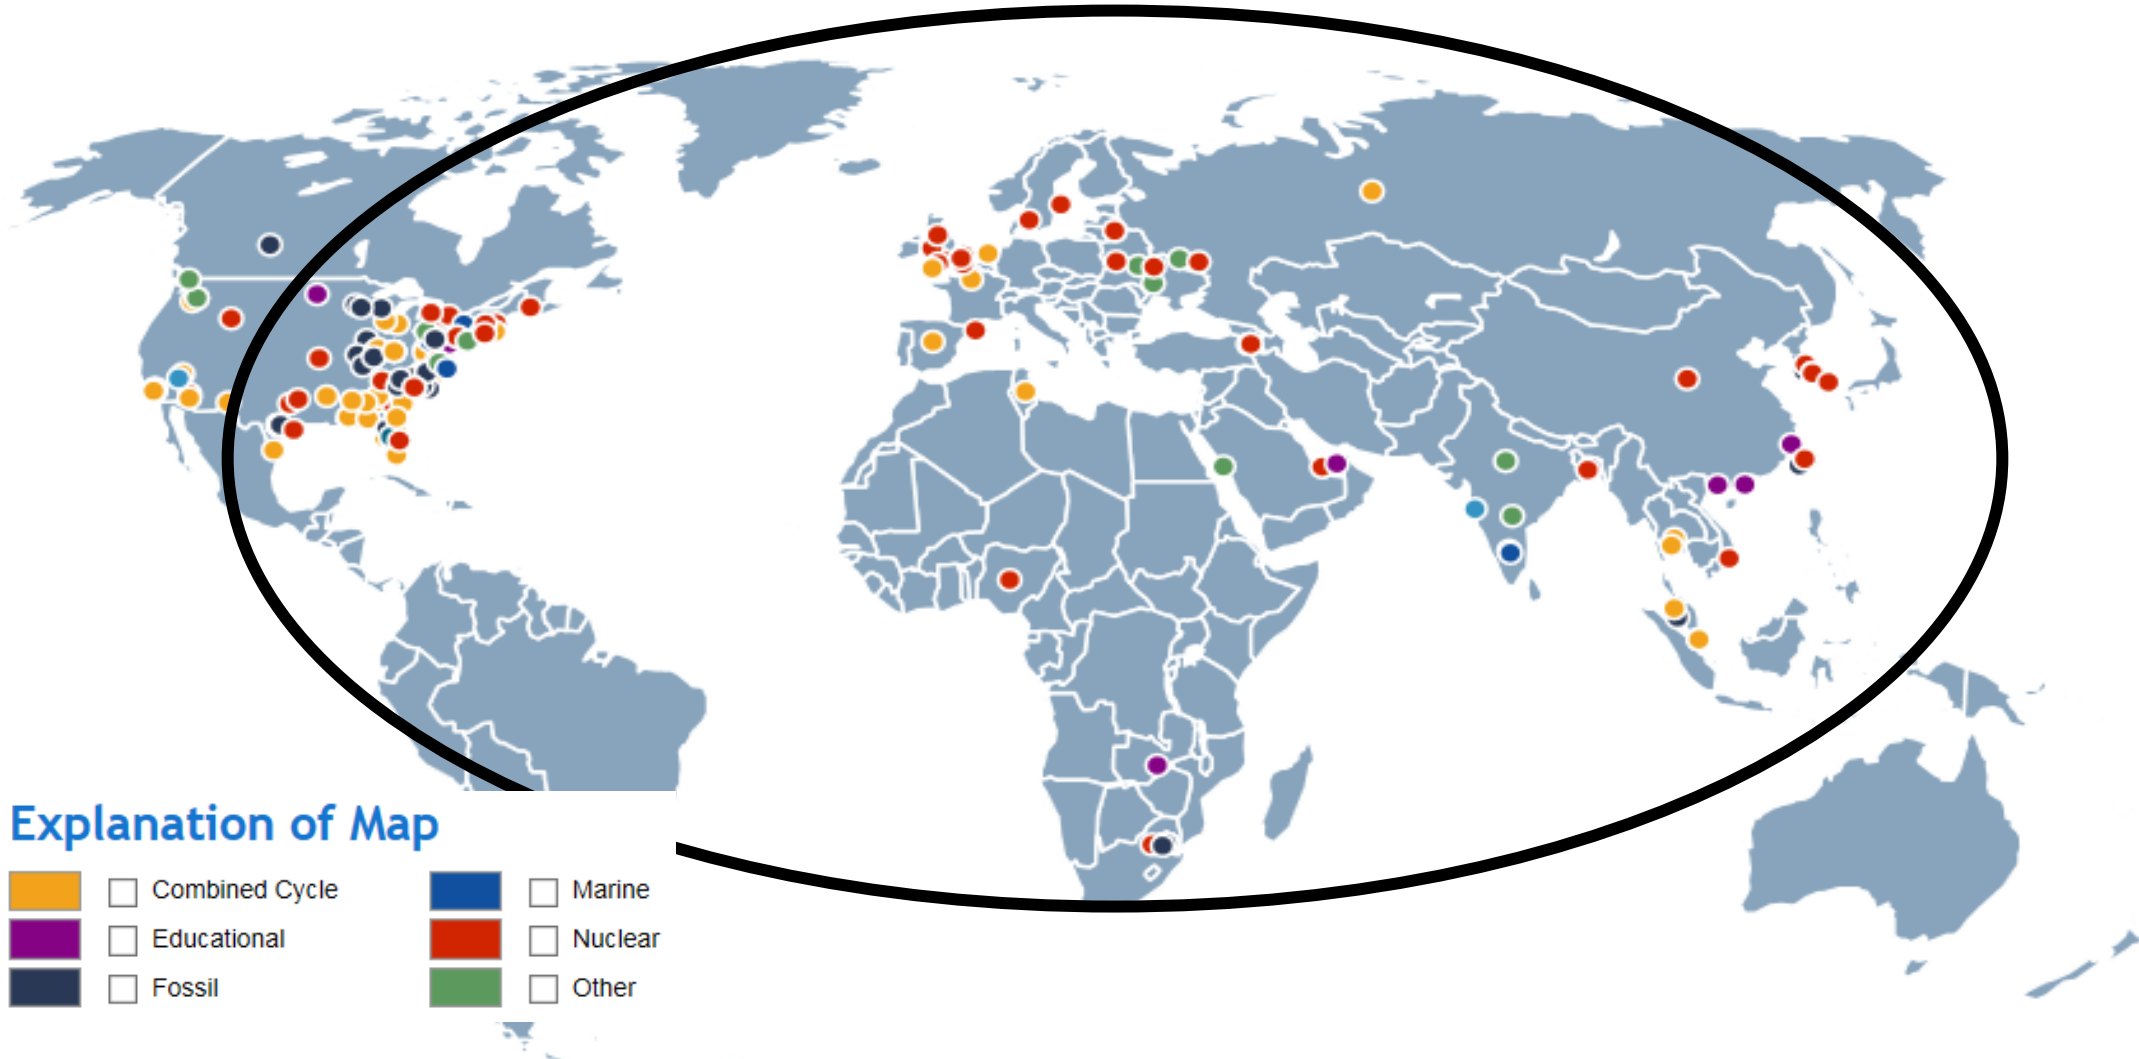 Explanation of Map
Combined Cycle
Marine
Educational
Nuclear
Fossil
Other